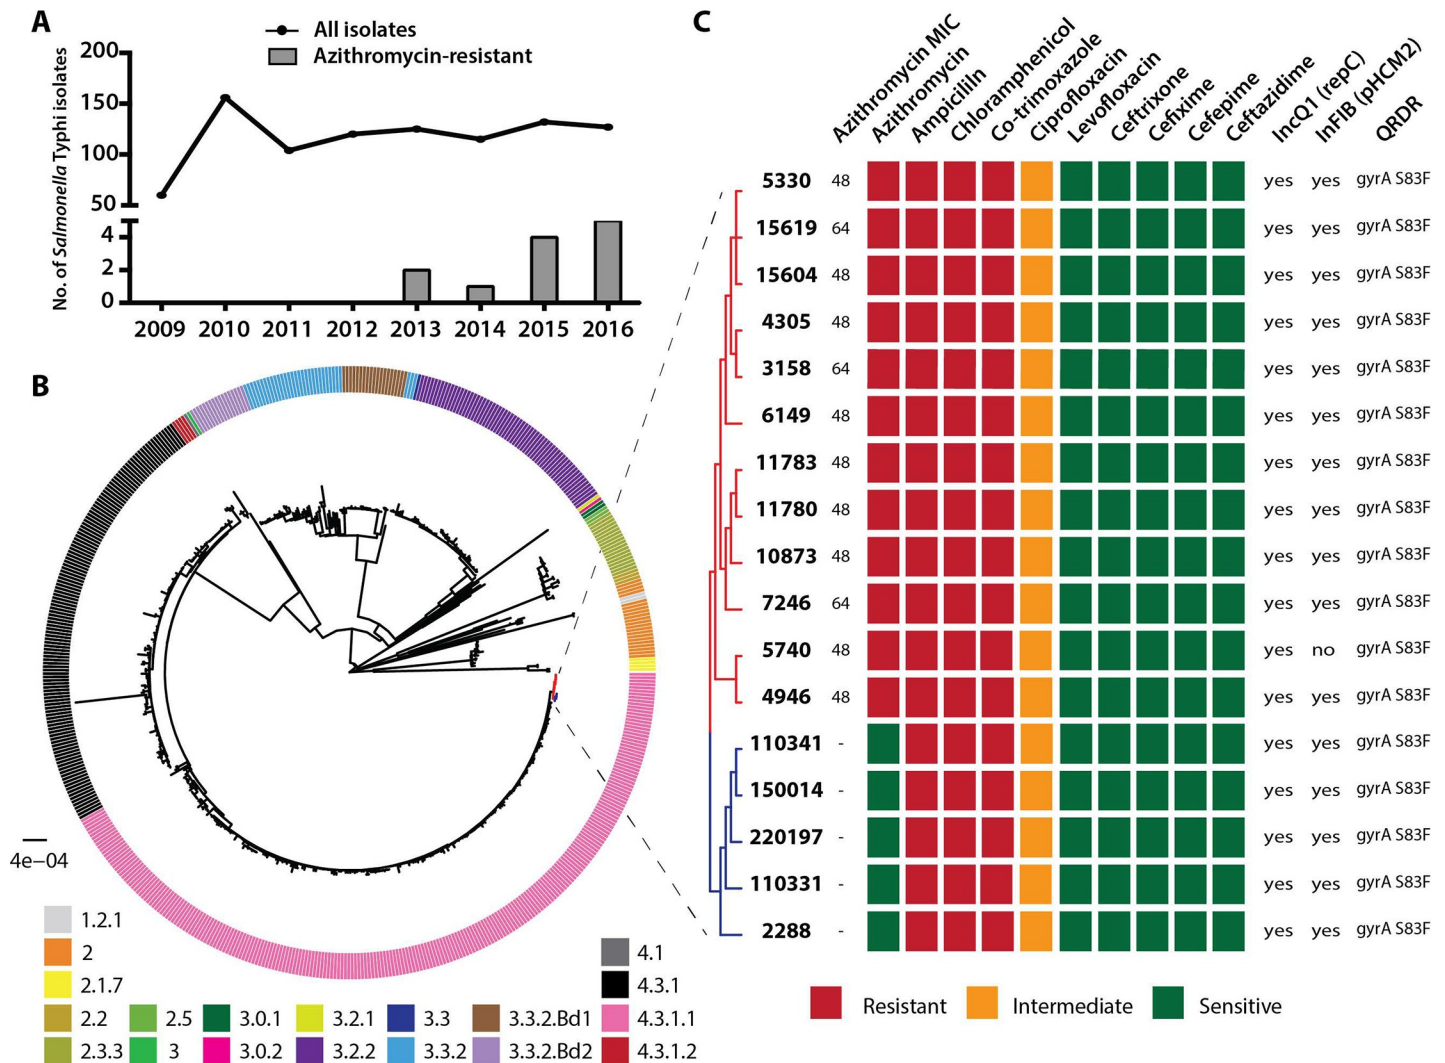 A
All isolates
Azithromycin-resistant
No. of Salmonella Typhi isolates
200
150
100
50
4
2
0
2009 2010 2011 2012 2013 2014 2015 2016
B
4e−04
1.2.1
2
2.1.7
2.2
2.3.3
2.5
3
3.0.1
3.0.2
3.2.1
3.2.2
3.3
3.3.2
3.3.2.Bd1
3.3.2.Bd2
4.1
4.3.1
4.3.1.1
4.3.1.2
C
Azithromycin MIC
Azithromycin
Ampicililn
Chloramphenicol
Co-trimoxazole
Ciprofloxacin
Levofloxacin
Ceftrixone
Cefixime
Cefepime
Ceftazidime
IncQ1 (repC)
InFIB (pHCM2)
QRDR
5330 48 yes yes gyrA S83F
15619 64 yes yes gyrA S83F
15604 48 yes yes gyrA S83F
4305 48 yes yes gyrA S83F
3158 64 yes yes gyrA S83F
6149 48 yes yes gyrA S83F
11783 48 yes yes gyrA S83F
11780 48 yes yes gyrA S83F
10873 48 yes yes gyrA S83F
7246 64 yes yes gyrA S83F
5740 48 yes no gyrA S83F
4946 48 yes yes gyrA S83F
110341 - yes yes gyrA S83F
150014 - yes yes gyrA S83F
220197 - yes yes gyrA S83F
110331 - yes yes gyrA S83F
2288 - yes yes gyrA S83F
Resistant Intermediate Sensitive